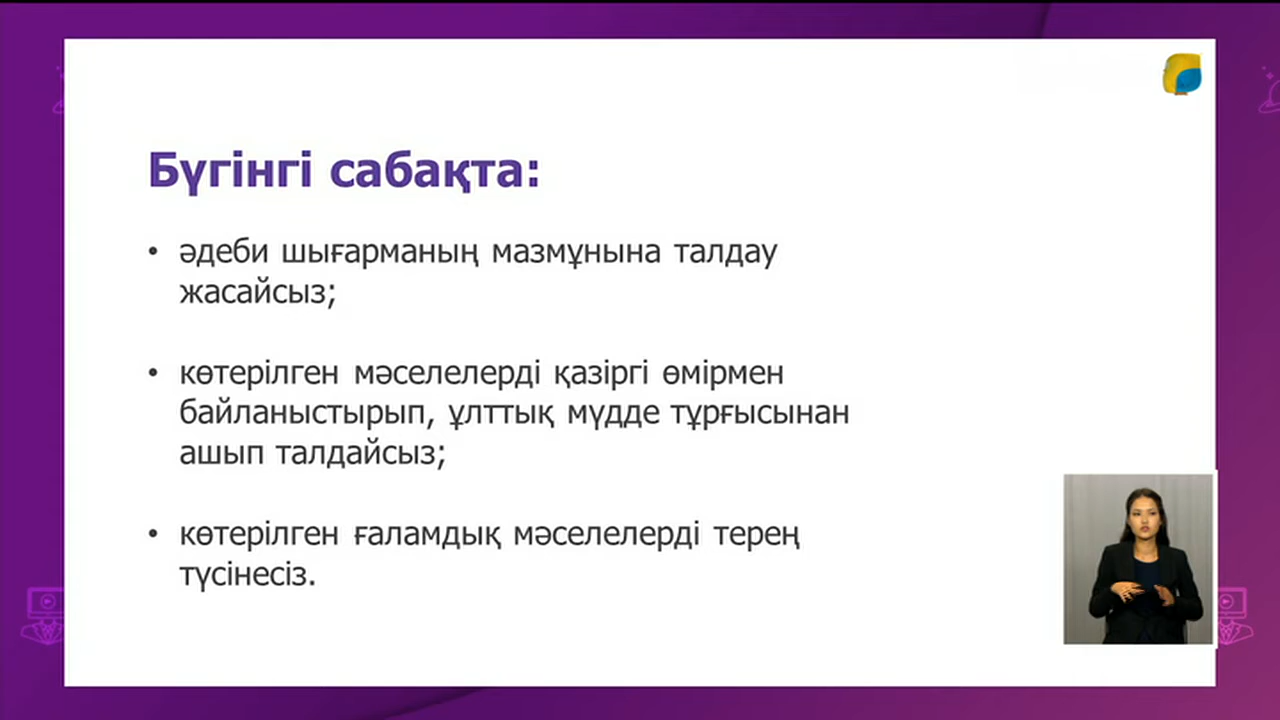 Бүгінгі сабақта:
• әдеби шығарманың мазмұнына талдау
жасайсыз;
• көтерілген мәселелерді қазіргі өмірмен
байланыстырып, ұлттық мүдде тұрғысынан
ашып талдайсыз;
• көтерілген ғаламдық мәселелерді терең
түсінесіз.